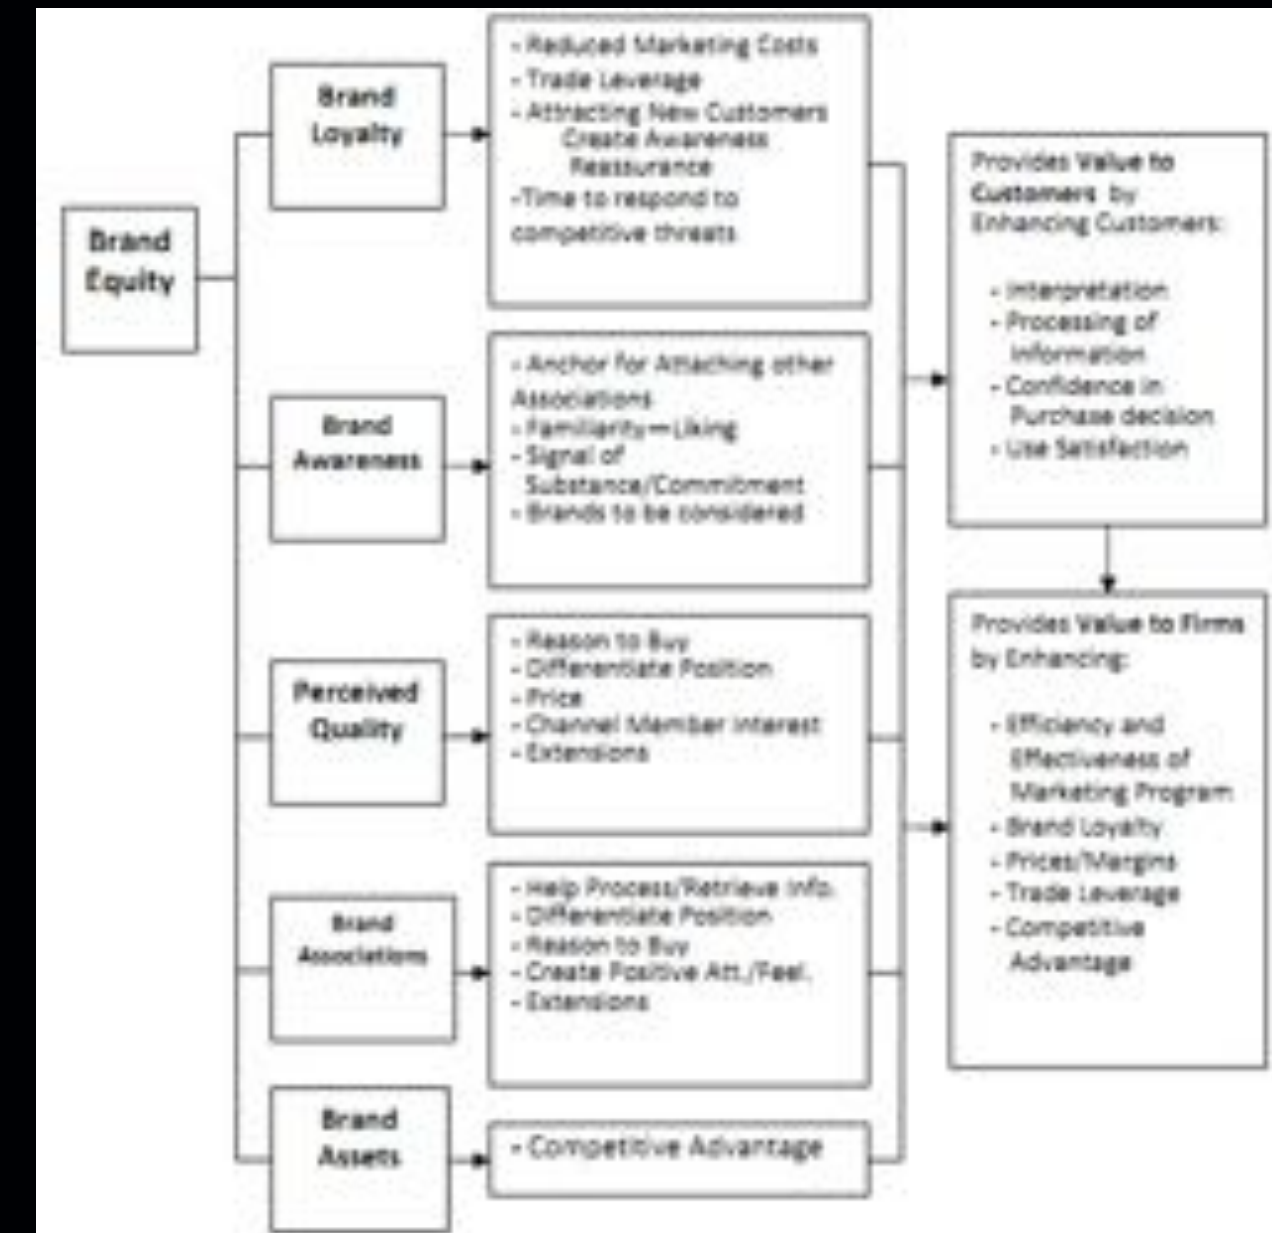 Brand
Equity
Brand
Loyalty
- Reduced Marketing Costs
- Trade Leverage
- Attracting New Customers
Create Awareness
Reassurance
-Time to respond to
competitive threats
Brand
Awareness
- Anchor for Attaching other
Associations
- Familiarity—Liking
- Signal of
Substance/Commitment
- Brands to be considered
Perceived
Quality
- Reason to Buy
- Differentiate Position
- Price
- Channel Member Interest
- Extensions
Brand
Associations
- Help Process/Retrieve Info.
- Differentiate Position
- Reason to Buy
- Create Positive Att./Feel.
- Extensions
Brand
Assets
- Competitive Advantage
Provides Value to
Customers by
Enhancing Customers:
- Interpretation
- Processing of
Information
- Confidence in
Purchase decision
- Use Satisfaction
Provides Value to Firms
by Enhancing:
- Efficiency and
Effectiveness of
Marketing Program
- Brand Loyalty
- Prices/Margins
- Trade Leverage
- Competitive
Advantage